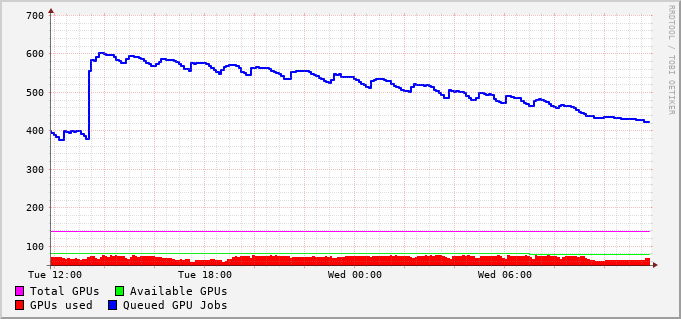 700
600
500
400
300
200
100
Tue 12:00 Tue 18:00 Wed 00:00 Wed 06:00
Total GPUs Available GPUs
GPUs used Queued GPU Jobs
RRDTOOL / TOBI OETIKER